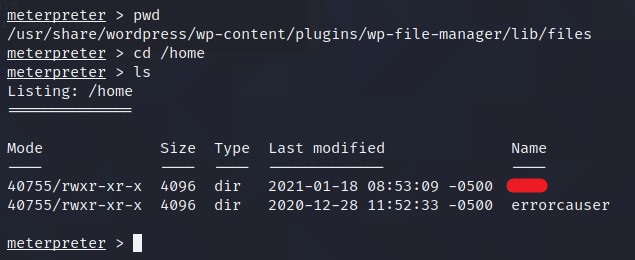 meterpreter > pwd
/usr/share/wordpress/wp-content/plugins/wp-file-manager/lib/files
meterpreter > cd /home
meterpreter > ls
Listing: /home
==============
Mode Size Type Last modified Name
---- ---- ---- ------------- ----
40755/rwxr-xr-x 4096 dir 2021-01-18 08:53:09 -0500
40755/rwxr-xr-x 4096 dir 2020-12-28 11:52:33 -0500 errorcauser
meterpreter >